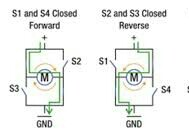 S1 and S4 Closed
Forward
+
S2
M
S3
GND
S2 and S3 Closed
Reverse
+
S1
M
S4
GND